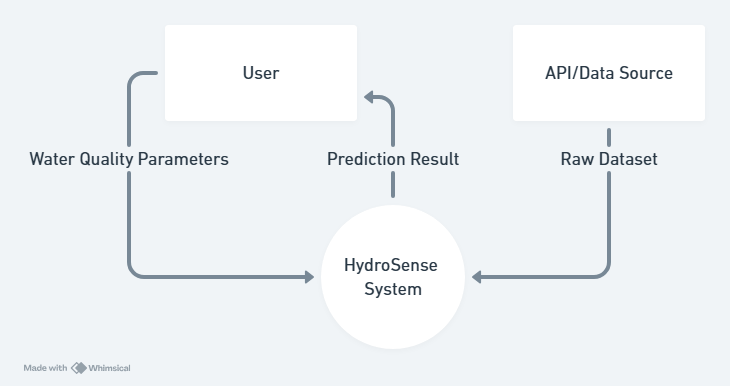 User
API/Data Source
Water Quality Parameters
Prediction Result
Raw Dataset
HydroSense
System
Made with Whimsical